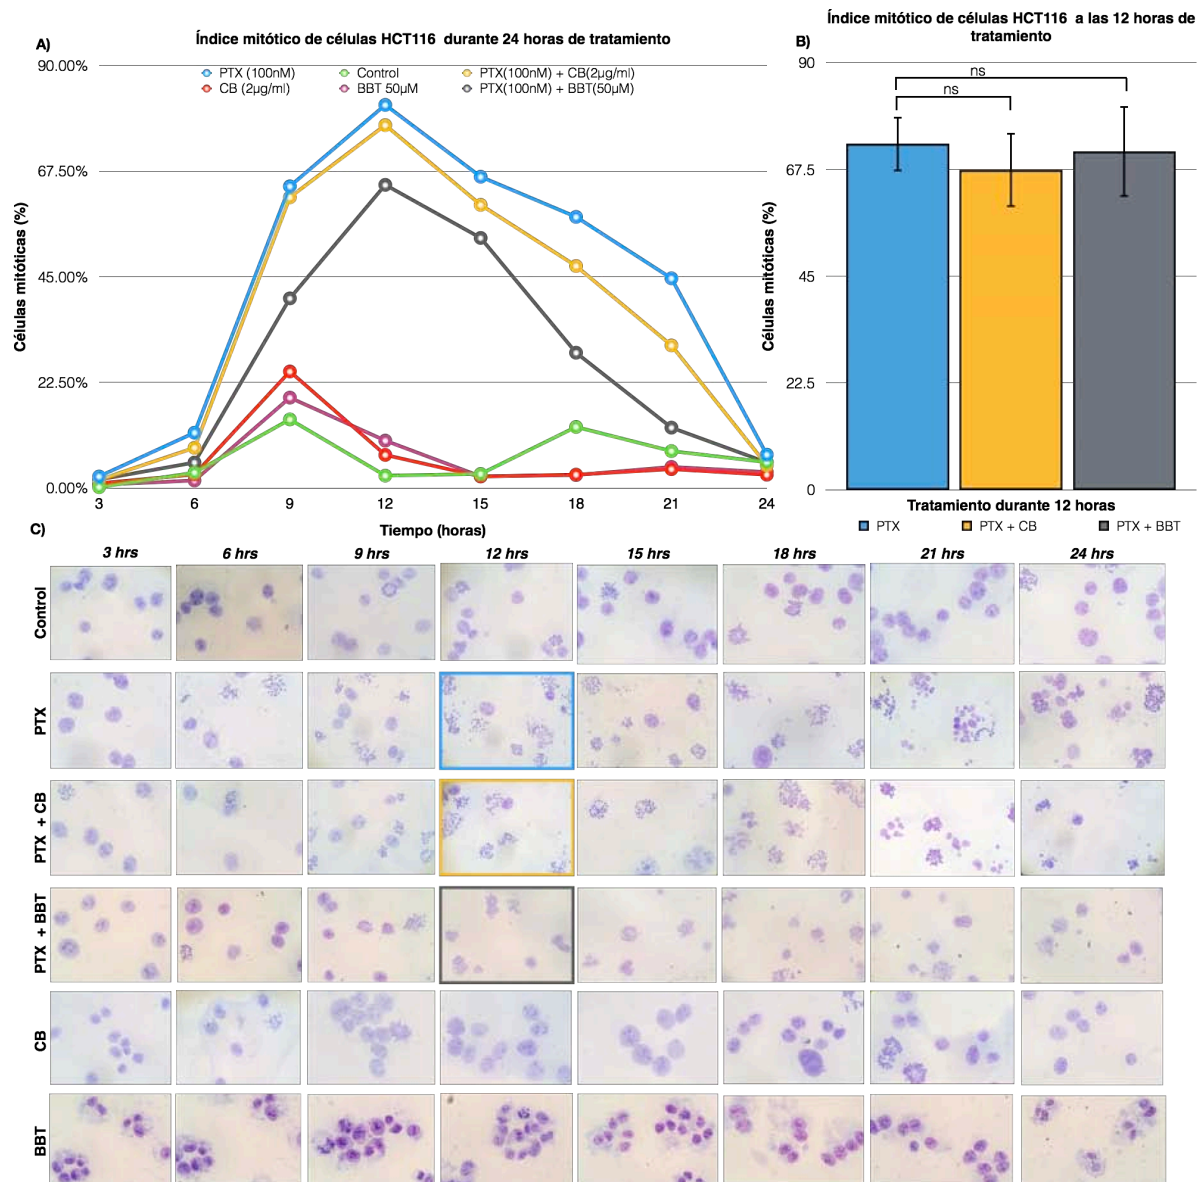 A)
Índice mitótico de células HCT116 durante 24 horas de tratamiento
PTX (100nM)
Control
PTX(100nM) + CB(2µg/ml)
CB (2µg/ml)
BBT 50µM
PTX(100nM) + BBT(50µM)
Células mitóticas (%)
90.00%
67.50%
45.00%
22.50%
0.00%
3 6 9 12 15 18 21 24
Tiempo (horas)
B)
Índice mitótico de células HCT116 a las 12 horas de
tratamiento
Células mitóticas (%)
90
67.5
45
22.5
0
ns
ns
Tratamiento durante 12 horas
PTX
PTX + CB
PTX + BBT
C)
3 hrs 6 hrs 9 hrs 12 hrs 15 hrs 18 hrs 21 hrs 24 hrs
Control
PTX
PTX + CB
PTX + BBT
CB
BBT